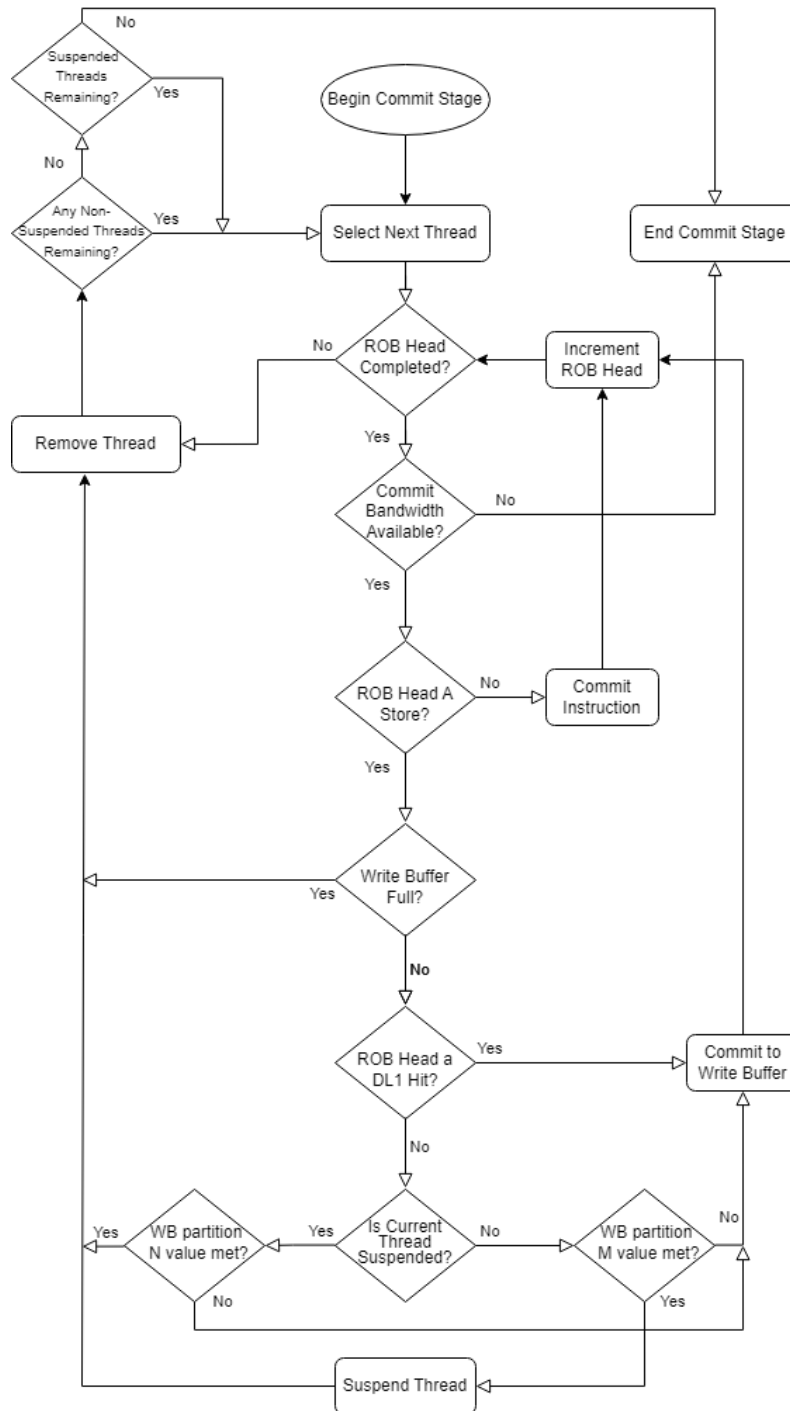 No
Suspended
Threads
Remaining?
Yes
Begin Commit Stage
No
Any Non-
Suspended Threads
Remaining?
Yes
Select Next Thread
End Commit Stage
No
ROB Head
Completed?
Increment
ROB Head
Remove Thread
Yes
Commit
Bandwidth
Available?
No
Yes
ROB Head A
Store?
No
Commit
Instruction
Yes
Write Buffer
Full?
Yes
No
ROB Head a
DL1 Hit?
Yes
Commit to
Write Buffer
No
Yes
WB partition
N value met?
Yes
Is Current
Thread
Suspended?
No
WB partition
M value met?
No
No
Yes
Suspend Thread